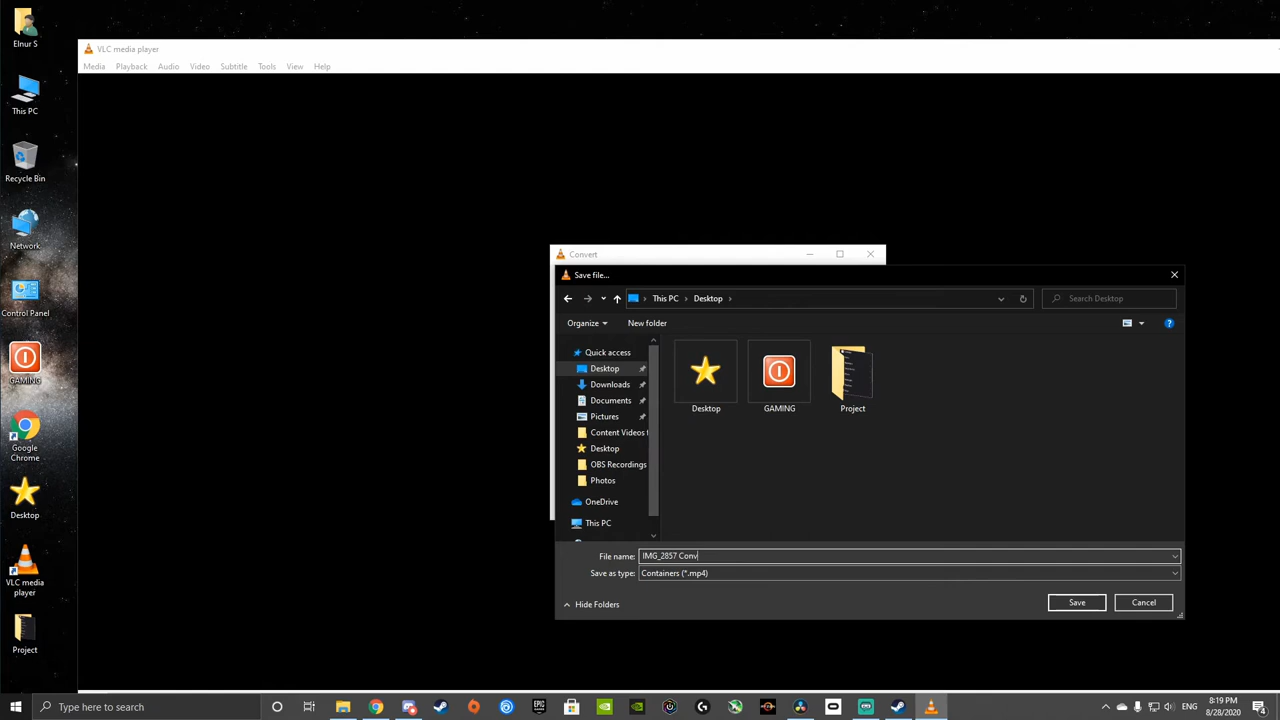 Elnur S
This PC
Recycle Bin
Network
Control Panel
GAMING
Google
Chrome
Desktop
VLC media
player
Project
VLC media player
Media Playback Audio Video Subtitle Tools View Help
Convert
Save file...
This PC > Desktop >
Search Desktop
Organize New folder
Quick access
Desktop
Downloads
Documents
Pictures
Content Videos
Desktop
OBS Recordings
Photos
OneDrive
This PC
Desktop
GAMING
Project
File name: IMG_2857 Conv
Save as type: Containers (*.mp4)
Hide Folders
Save Cancel
Type here to search
EPIC
GAMES
ENG
8:19 PM
8/28/2020
4